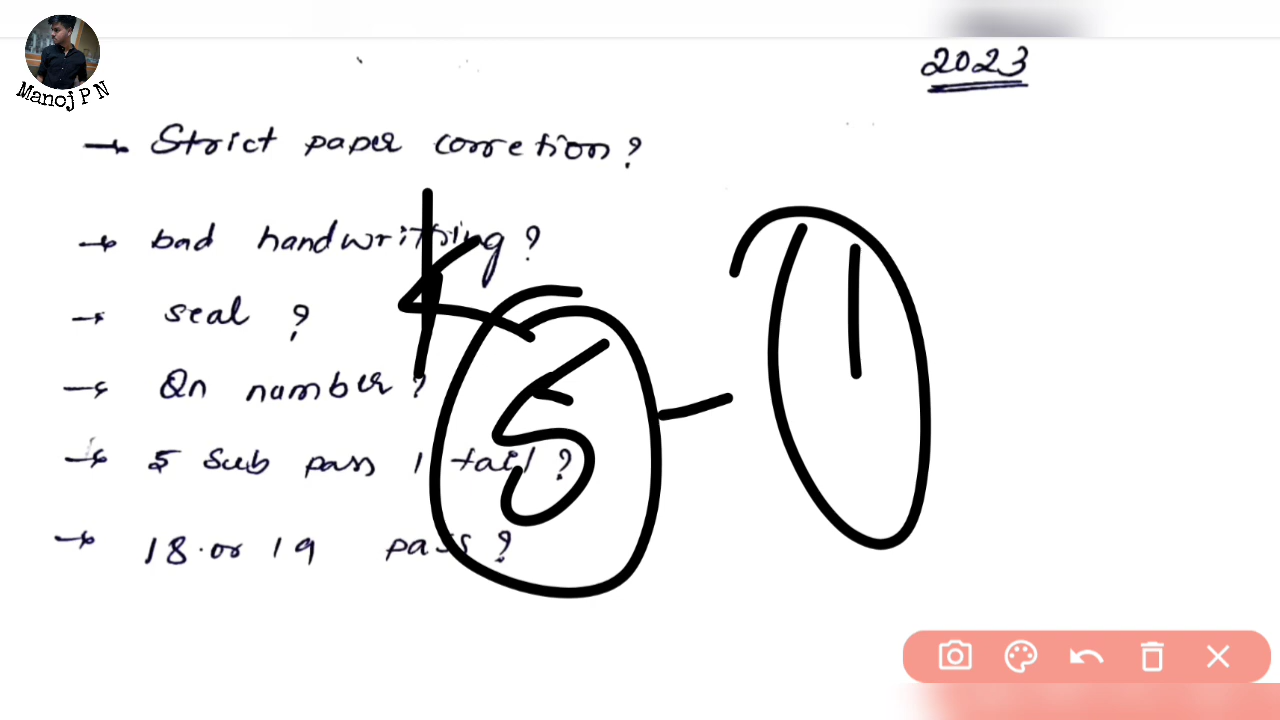 Manoj P N
2023
→ Strict paper corretion?
→ bad handwriting?
→ seal?
→ Qn number?
→ 5 Sub pass 1 fail?
→ 18 or 19 pass?
5 - 1